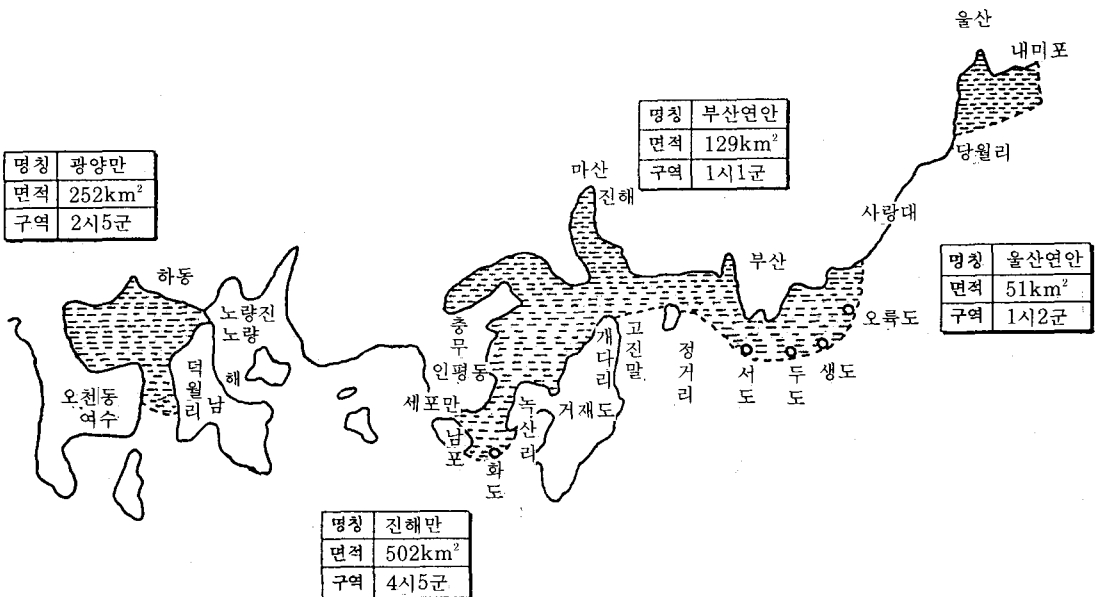 울산
내미포
당월리
명칭 부산연안
면적 129km²
구역 1시1군
마산
진해
명칭 광양만
면적 252km²
구역 2시5군
사랑대
부산
명칭 울산연안
면적 51km²
구역 1시2군
하동
노량진
노량
오륙도
충무
개다리
고진말
정거리
서도
두도
생도
인평동
덕월리
남해
오천동
여수
세포만
남포
녹산리
거재도
화도
명칭 진해만
면적 502km²
구역 4시5군